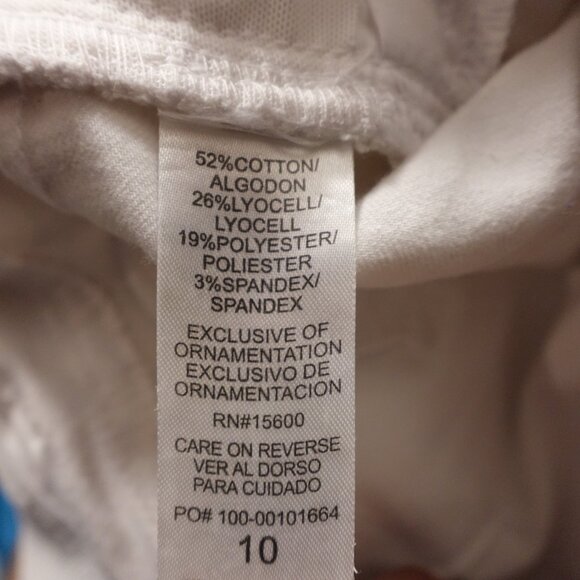 52%COTTON/
ALGODON
26%LYOCELL/
LYOCELL
19%POLYESTER/
POLIESTER
3%SPANDEX/
SPANDEX
EXCLUSIVE OF
ORNAMENTATION
EXCLUSIVO DE
ORNAMENTACION
RN#15600
CARE ON REVERSE
VER AL DORSO
PARA CUIDADO
PO# 100-00101664
10